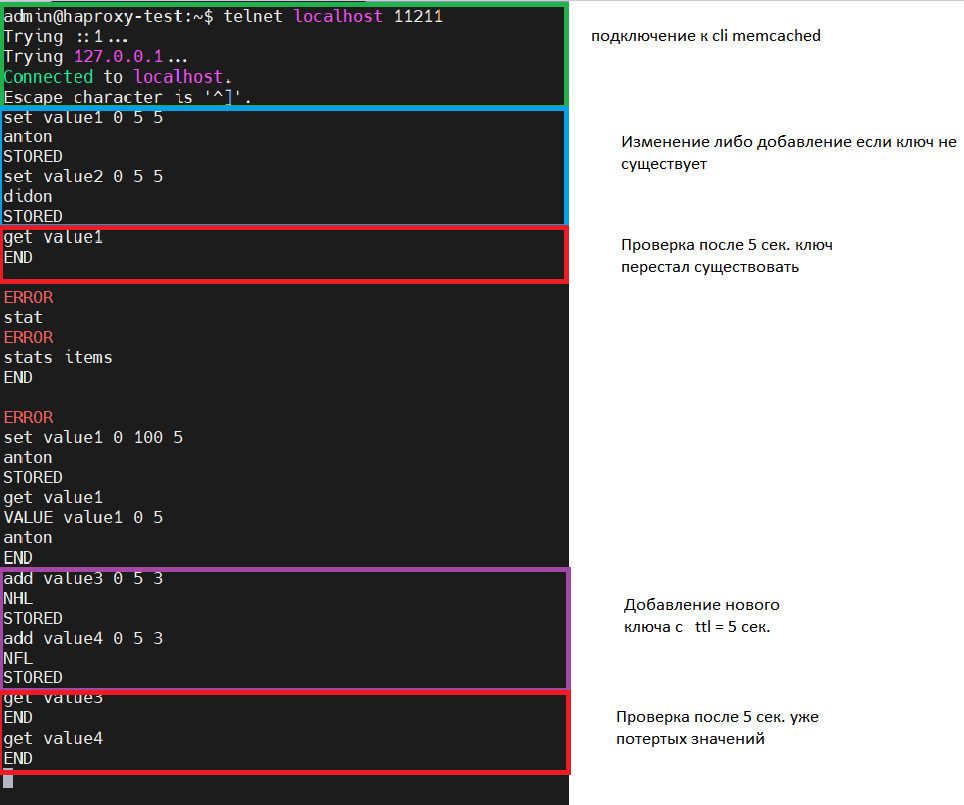 admin@haproxy-test:~$ telnet localhost 11211
Trying ::1...
Trying 127.0.0.1...
Connected to localhost.
Escape character is '^]'.
подключение к cli memcached
set value1 0 5 5
anton
STORED
set value2 0 5 5
didon
STORED
Изменение либо добавление если ключ не
существует
get value1
END
Проверка после 5 сек. ключ
перестал существовать
ERROR
stat
ERROR
stats items
END
ERROR
set value1 0 100 5
anton
STORED
get value1
VALUE value1 0 5
anton
END
add value3 0 5 3
NHL
STORED
add value4 0 5 3
NFL
STORED
Добавление нового
ключа с ttl = 5 сек.
get value3
END
get value4
END
Проверка после 5 сек. уже
потертых значений